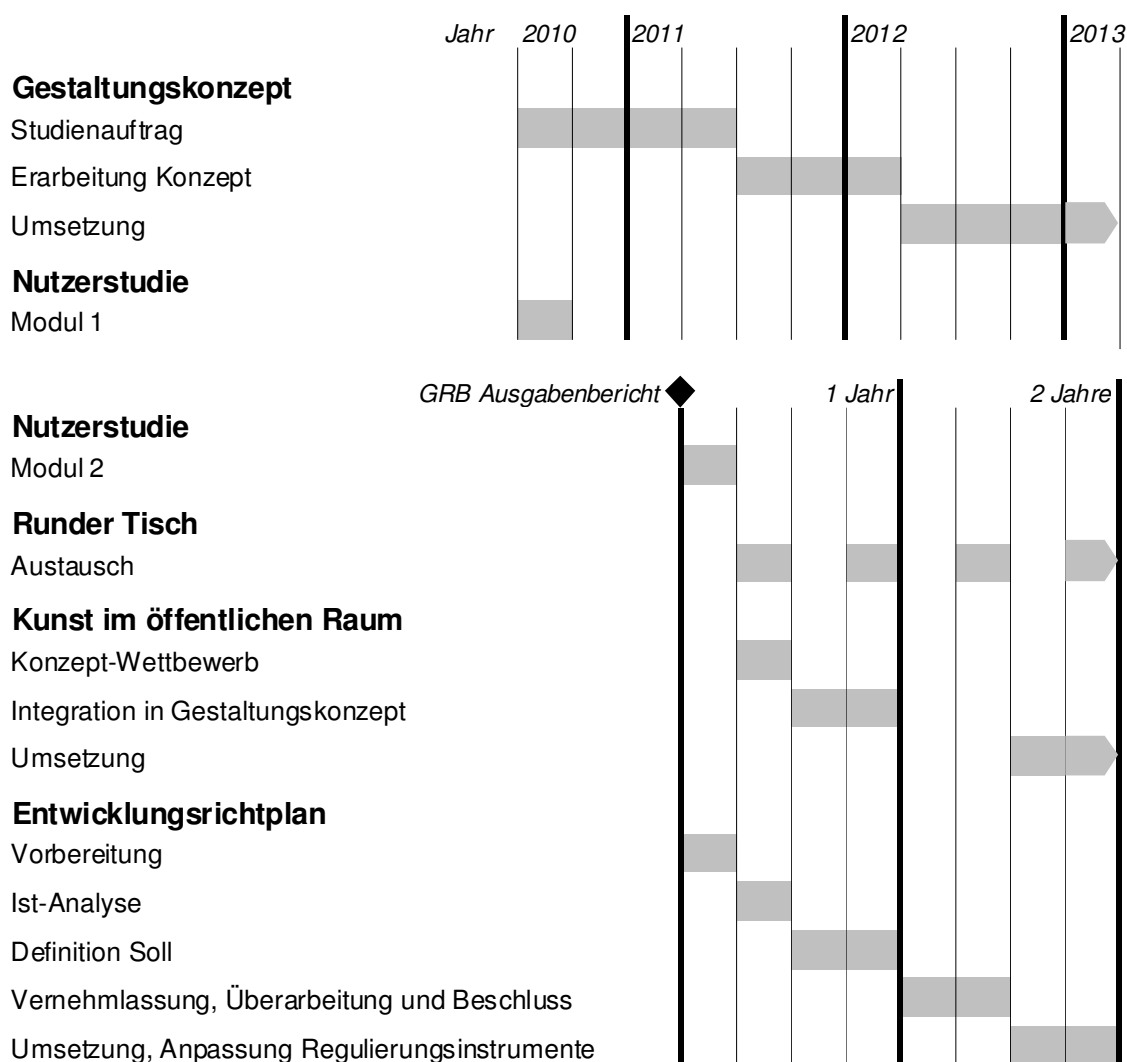 Jahr 2010 2011 2012 2013
Gestaltungskonzept
Studienauftrag
Erarbeitung Konzept
Umsetzung
Nutzerstudie
Modul 1
GRB Ausgabenbericht 1 Jahr 2 Jahre
Nutzerstudie
Modul 2
Runder Tisch
Austausch
Kunst im öffentlichen Raum
Konzept-Wettbewerb
Integration in Gestaltungskonzept
Umsetzung
Entwicklungsrichtplan
Vorbereitung
Ist-Analyse
Definition Soll
Vernehmlassung, Überarbeitung und Beschluss
Umsetzung, Anpassung Regulierungsinstrumente